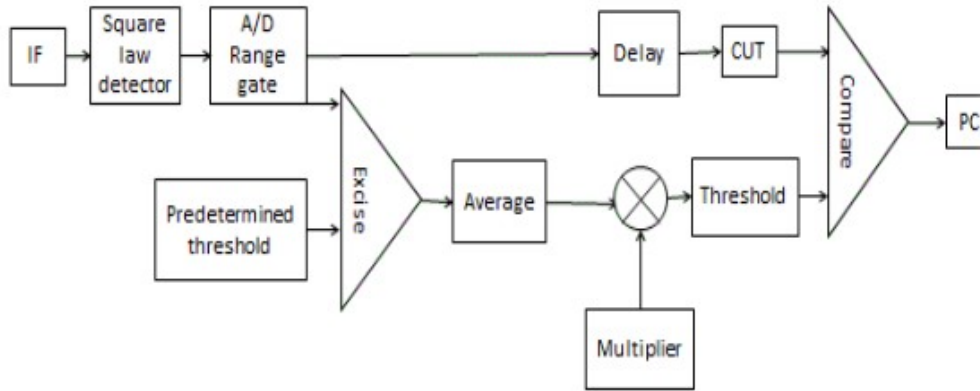 IF
Square
law
detector
A/D
Range
gate
Delay
CUT
Compare
PC
Predetermined
threshold
Excise
Average
Threshold
Multiplier